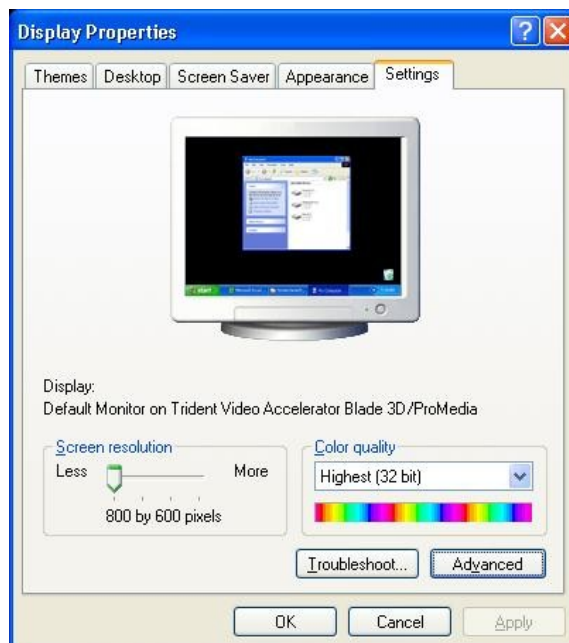 Display Properties
Themes Desktop Screen Saver Appearance Settings
start
Display:
Default Monitor on Trident Video Accelerator Blade 3D/ProMedia
Screen resolution
Less More
800 by 600 pixels
Color quality
Highest (32 bit)
Troubleshoot... Advanced
OK Cancel Apply